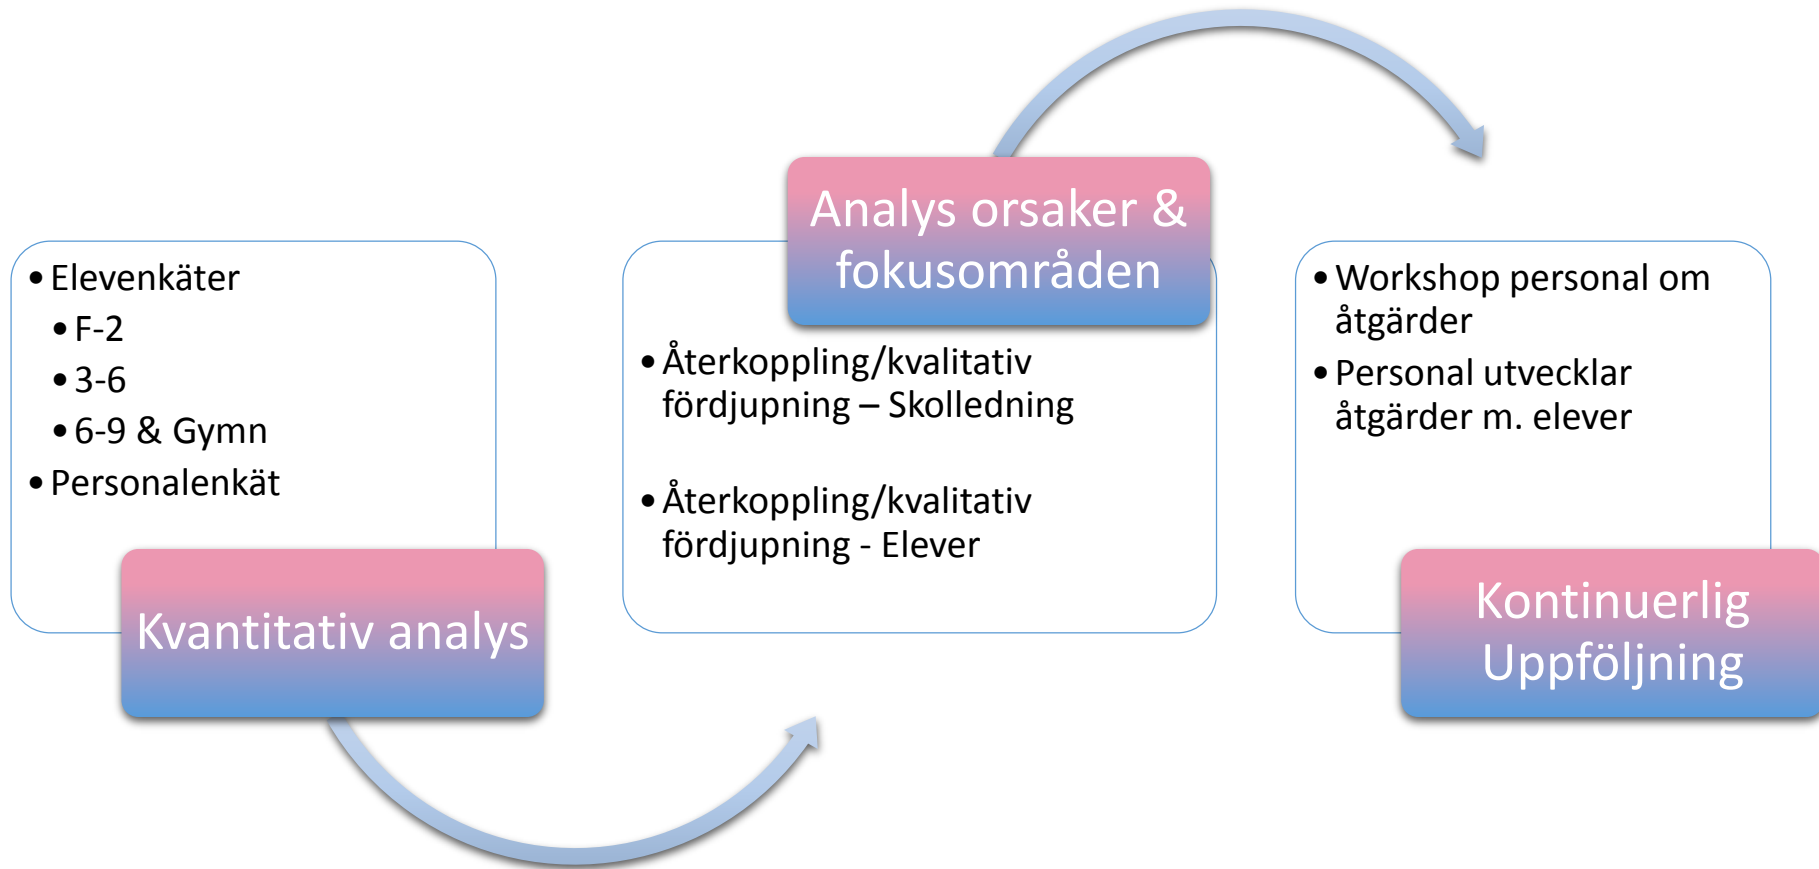 • Elevenkäter
• F-2
• 3-6
• 6-9 & Gymn
• Personalenkät
Kvantitativ analys
Analys orsaker &
fokusområden
• Återkoppling/kvalitativ
fördjupning – Skolledning
• Återkoppling/kvalitativ
fördjupning - Elever
• Workshop personal om
åtgärder
• Personal utvecklar
åtgärder m. elever
Kontinuerlig
Uppföljning